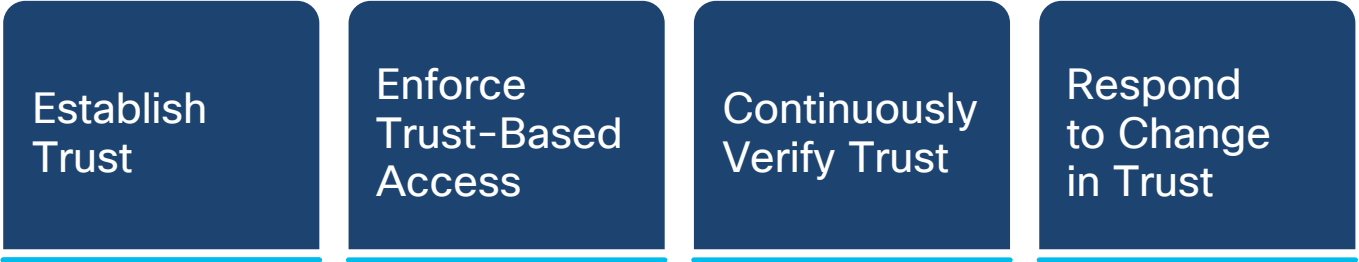 Establish
Trust
Enforce
Trust-Based
Access
Continuously
Verify Trust
Respond
to Change
in Trust